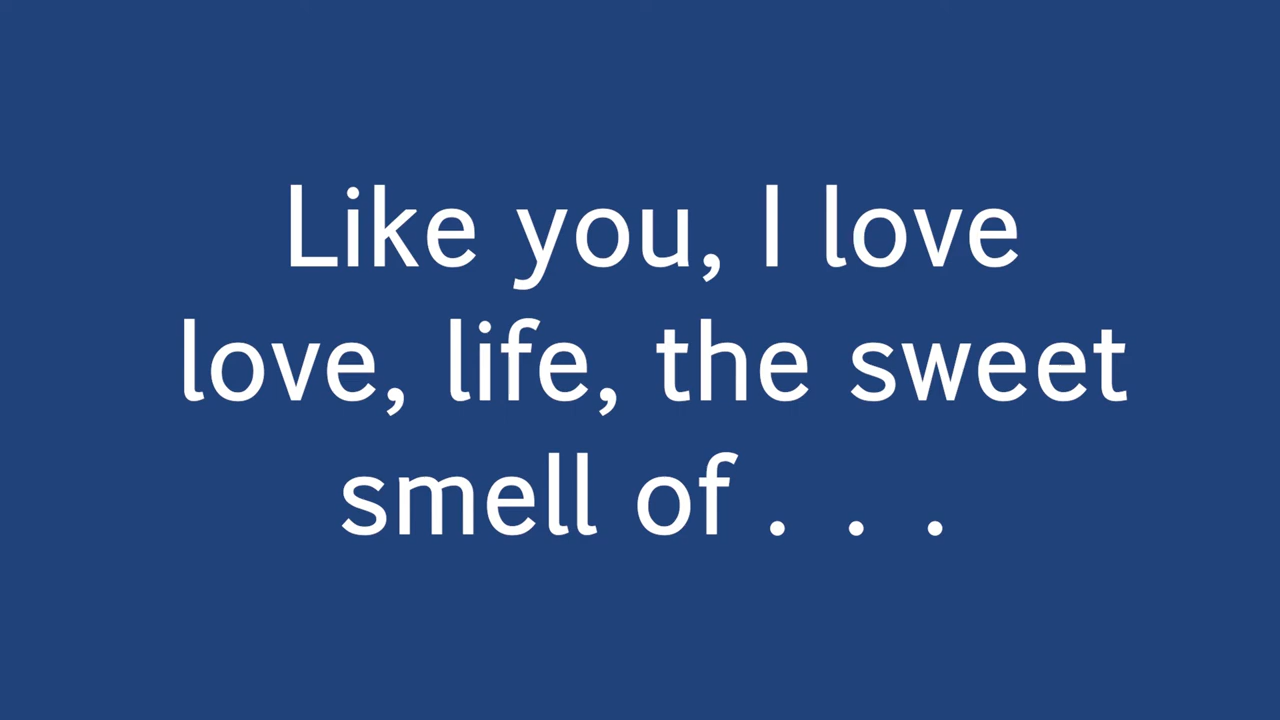 Like you, I love
love, life, the sweet
smell of . . .